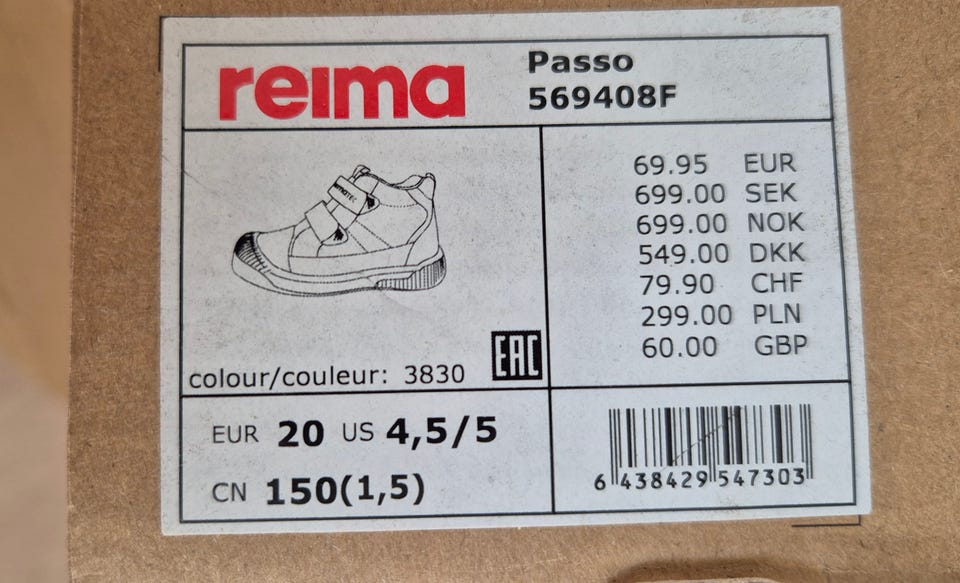 reima
Passo
569408F
69.95 EUR
699.00 SEK
699.00 NOK
549.00 DKK
79.90 CHF
299.00 PLN
60.00 GBP
EAC
colour/couleur: 3830
EUR 20 US 4,5/5
CN 150(1,5)
6 438429 547303